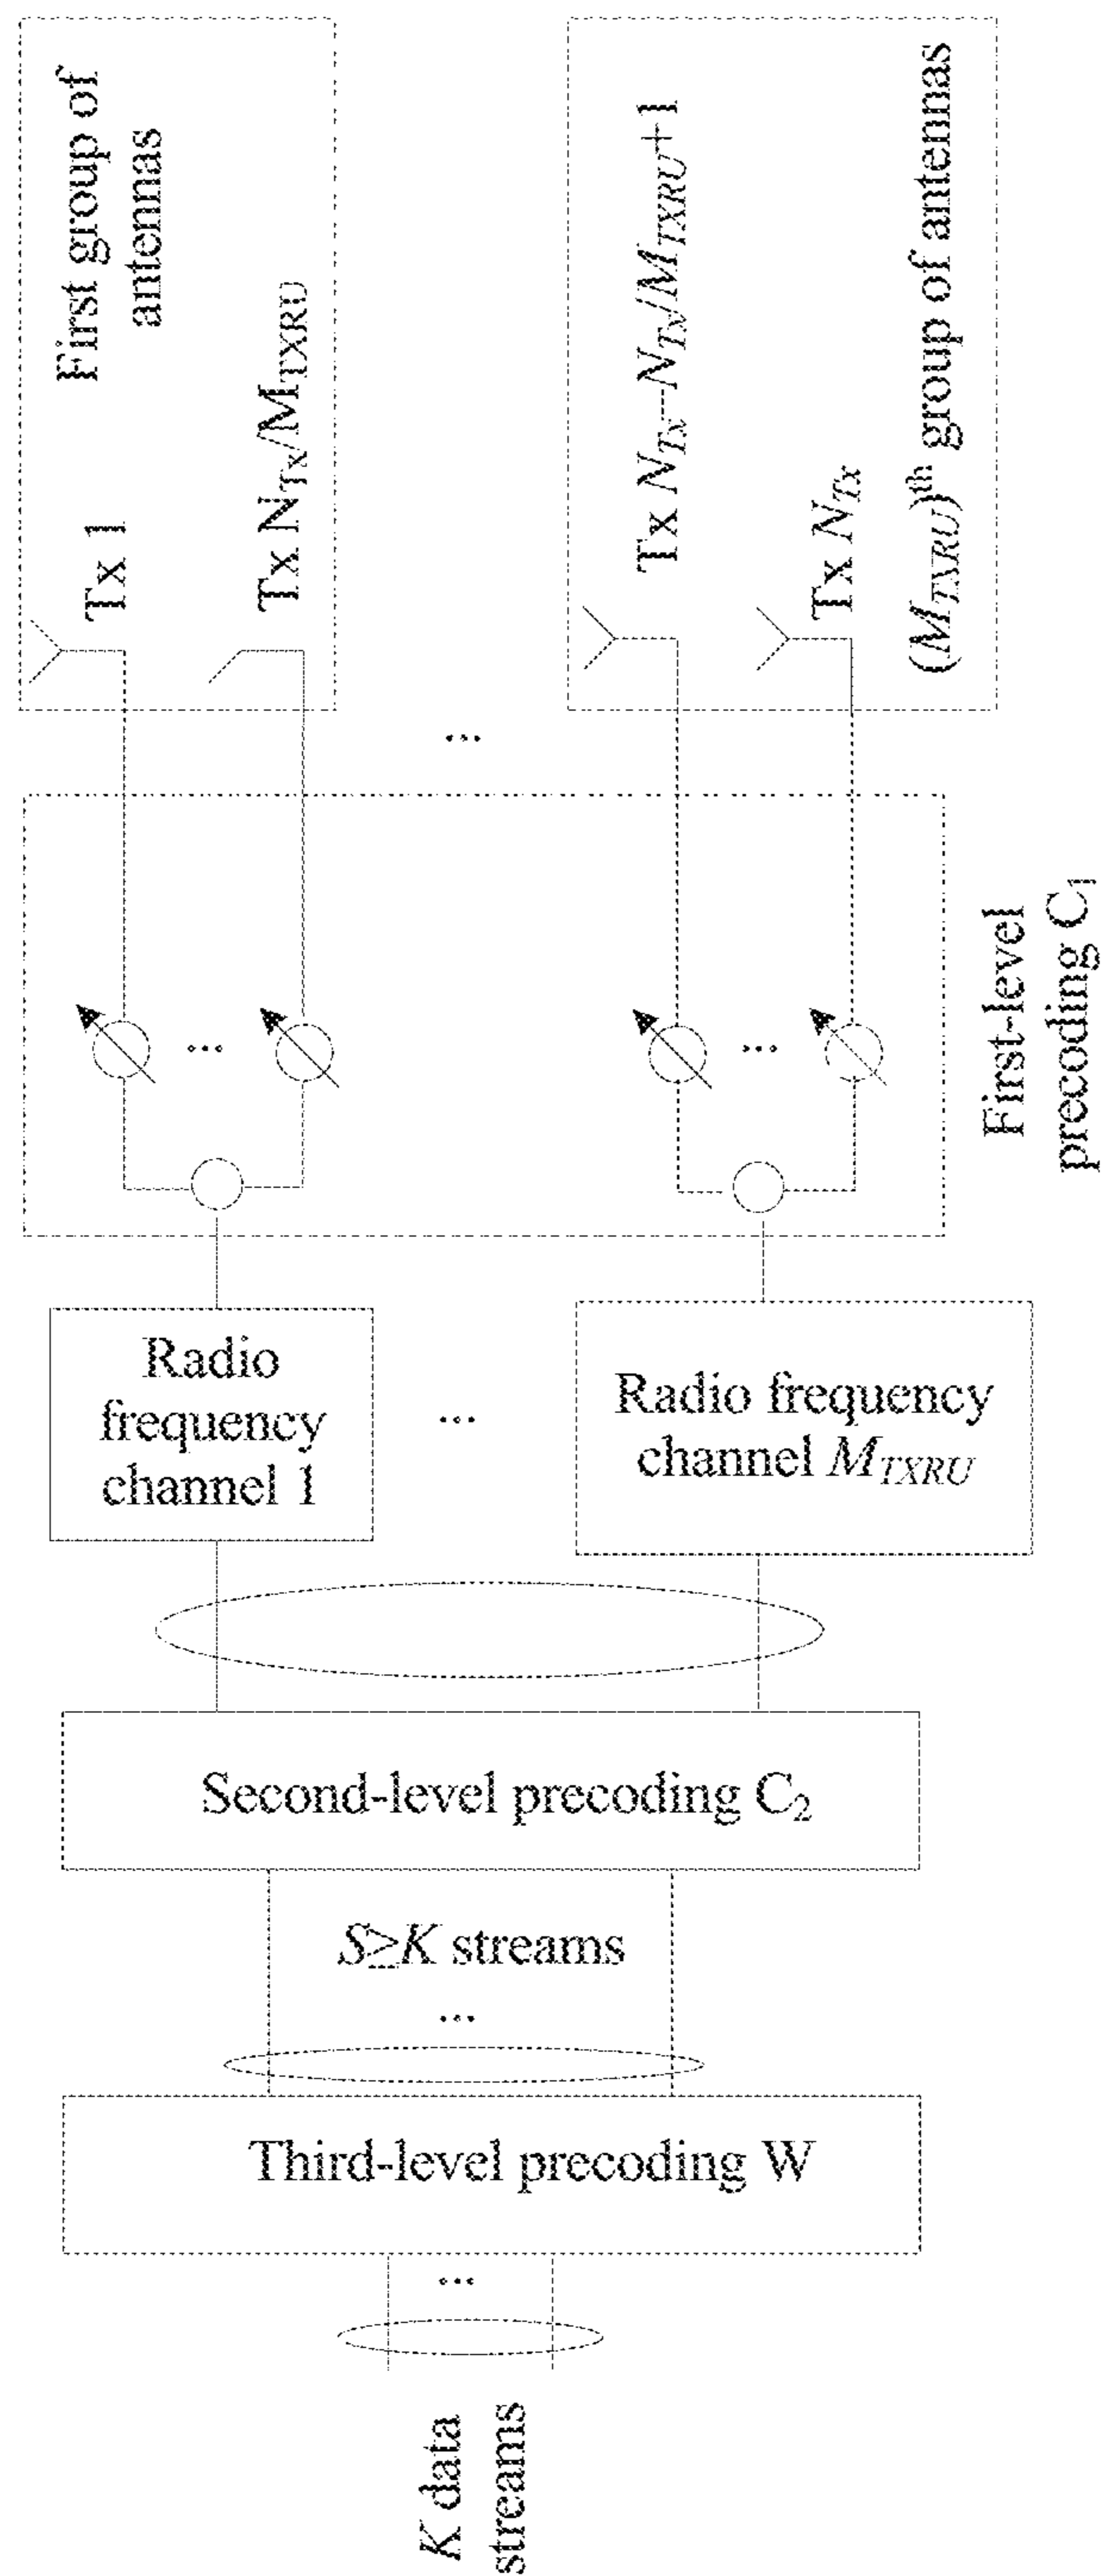 First group of
antennas
Tx 1
Tx N_Tx/M_TXRU
Tx N_Tx–N_Tx/M_TXRU+1
Tx N_Tx
(M_TXRU)^th group of antennas
...
...
...
First-level
precoding C_1
Radio
frequency
channel 1
...
Radio frequency
channel M_TXRU
Second-level precoding C_2
S≥K streams
...
Third-level precoding W
...
K data
streams